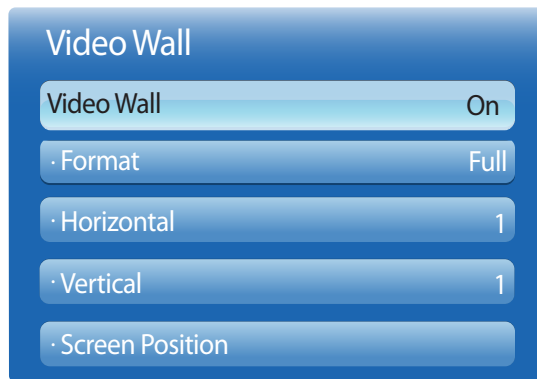 Video Wall
Video Wall On
· Format Full
· Horizontal 1
· Vertical 1
· Screen Position